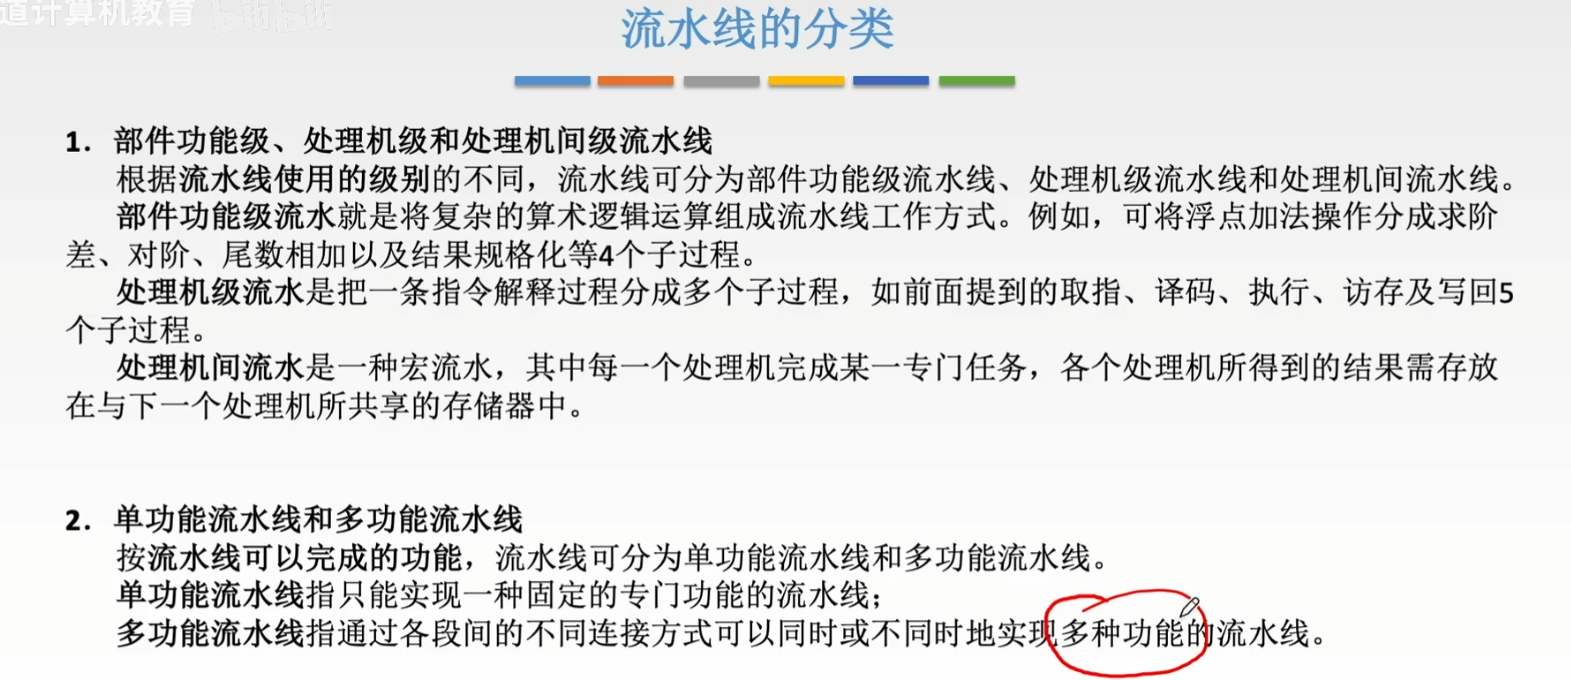 道计算机教育 bilibili
流水线的分类
1. 部件功能级、处理机级和处理机间级流水线
根据流水线使用的级别的不同，流水线可分为部件功能级流水线、处理机级流水线和处理机间流水线。
部件功能级流水就是将复杂的算术逻辑运算组成流水线工作方式。例如，可将浮点加法操作分成求阶
差、对阶、尾数相加以及结果规格化等4个子过程。
处理机级流水是把一条指令解释过程分成多个子过程，如前面提到的取指、译码、执行、访存及写回5
个子过程。
处理机间流水是一种宏流水，其中每一个处理机完成某一专门任务，各个处理机所得到的结果需存放
在与下一个处理机所共享的存储器中。
2. 单功能流水线和多功能流水线
按流水线可以完成的功能，流水线可分为单功能流水线和多功能流水线。
单功能流水线指只能实现一种固定的专门功能的流水线；
多功能流水线指通过各段间的不同连接方式可以同时或不同时地实现多种功能的流水线。